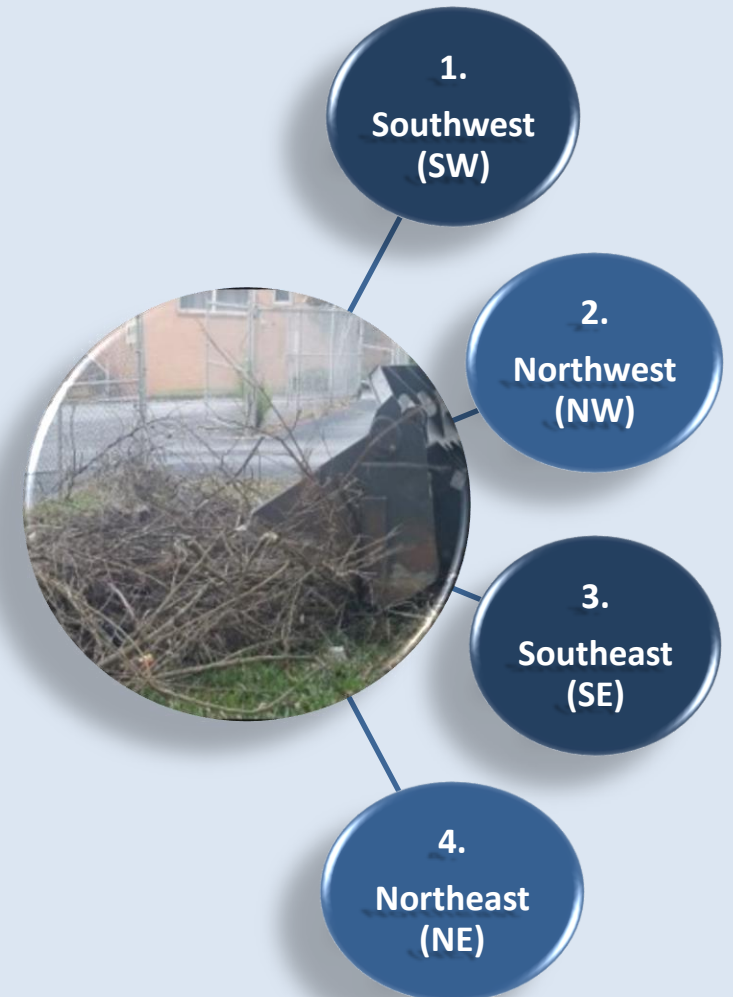 1.
Southwest
(SW)
2.
Northwest
(NW)
3.
Southeast
(SE)
4.
Northeast
(NE)